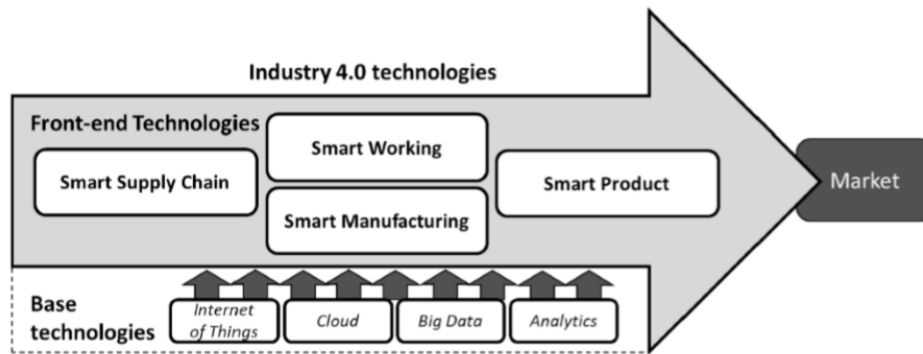 Industry 4.0 technologies
Front-end Technologies
Smart Supply Chain
Smart Working
Smart Manufacturing
Smart Product
Market
Base
technologies
Internet
of Things
Cloud
Big Data
Analytics